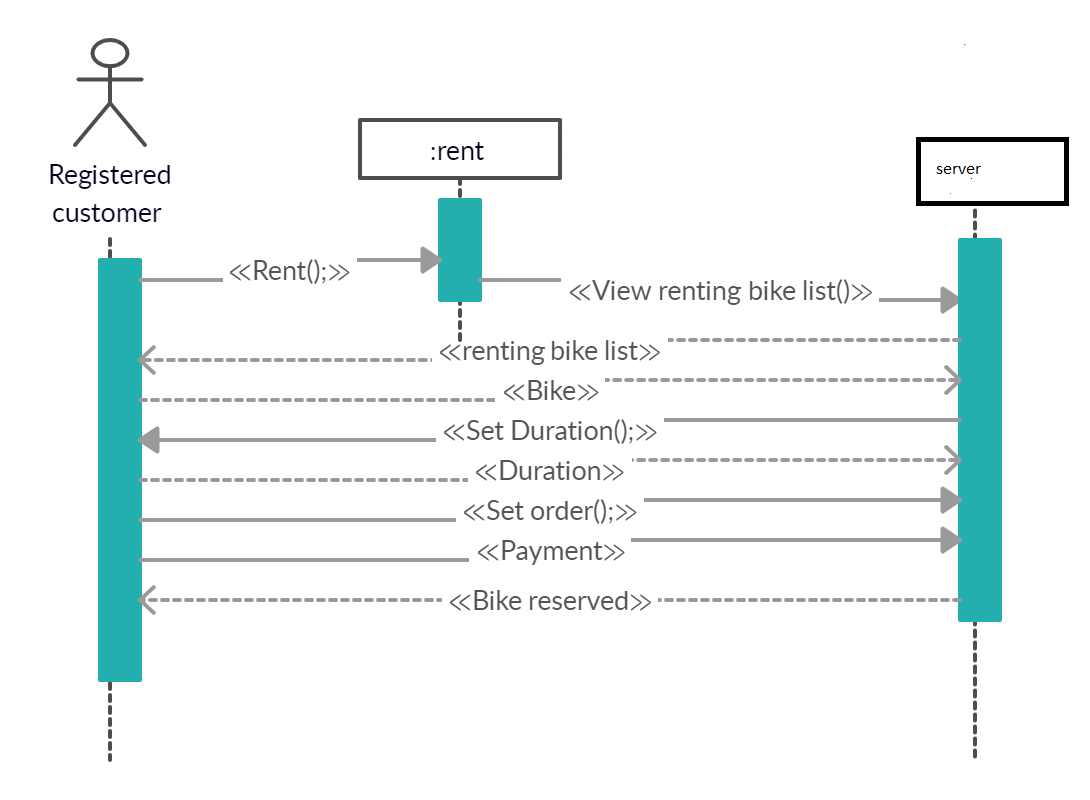 Registered
customer
:rent
server
<<Rent();>>
<<View renting bike list()>>
<<renting bike list>>
<<Bike>>
<<Set Duration();>>
<<Duration>>
<<Set order();>>
<<Payment>>
<<Bike reserved>>